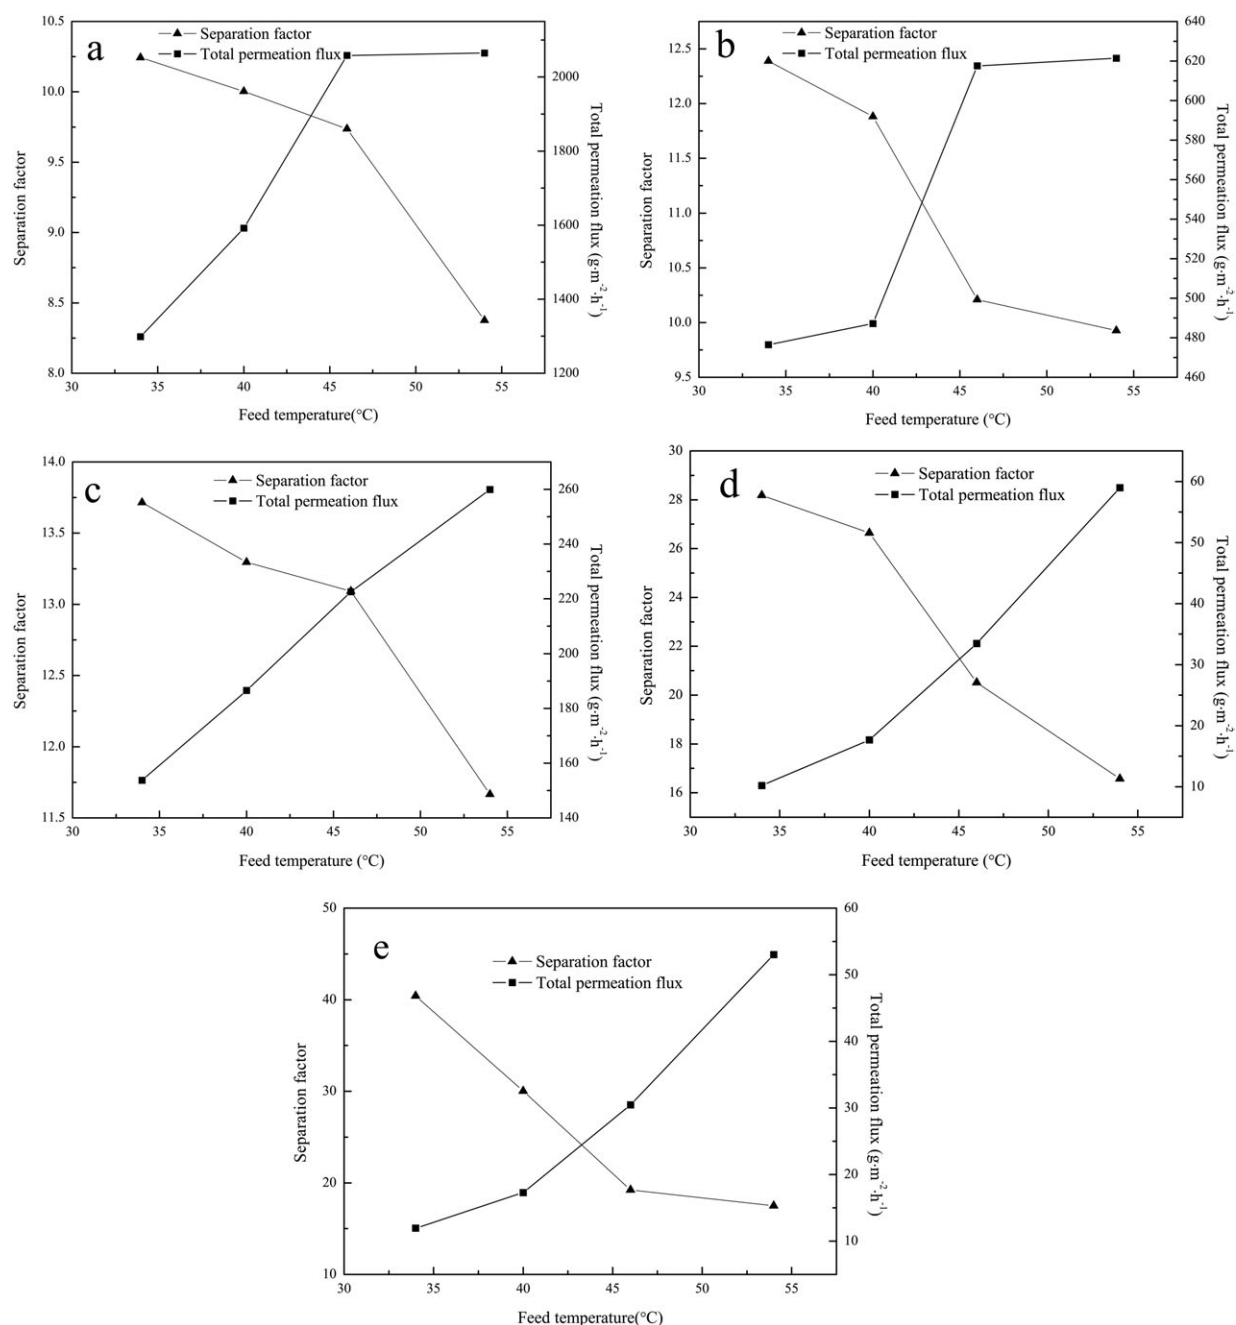 a
Separation factor
Total permeation flux
10.5
10.0
9.5
9.0
8.5
8.0
Separation factor
2000
1800
1600
1400
1200
Total permeation flux (g·m⁻²·h⁻¹)
30 35 40 45 50 55
Feed temperature(°C)
b
Separation factor
Total permeation flux
12.5
12.0
11.5
11.0
10.5
10.0
9.5
Separation factor
640
620
600
580
560
540
520
500
480
460
Total permeation flux (g·m⁻²·h⁻¹)
30 35 40 45 50 55
Feed temperature (°C)
c
Separation factor
Total permeation flux
14.0
13.5
13.0
12.5
12.0
11.5
Separation factor
260
240
220
200
180
160
140
Total permeation flux (g·m⁻²·h⁻¹)
30 35 40 45 50 55
Feed temperature (°C)
d
Separation factor
Total permeation flux
30
28
26
24
22
20
18
16
Separation factor
60
50
40
30
20
10
Total permeation flux (g·m⁻²·h⁻¹)
30 35 40 45 50 55
Feed temperature (°C)
e
Separation factor
Total permeation flux
50
40
30
20
10
Separation factor
60
50
40
30
20
10
Total permeation flux (g·m⁻²·h⁻¹)
30 35 40 45 50 55
Feed temperature(°C)